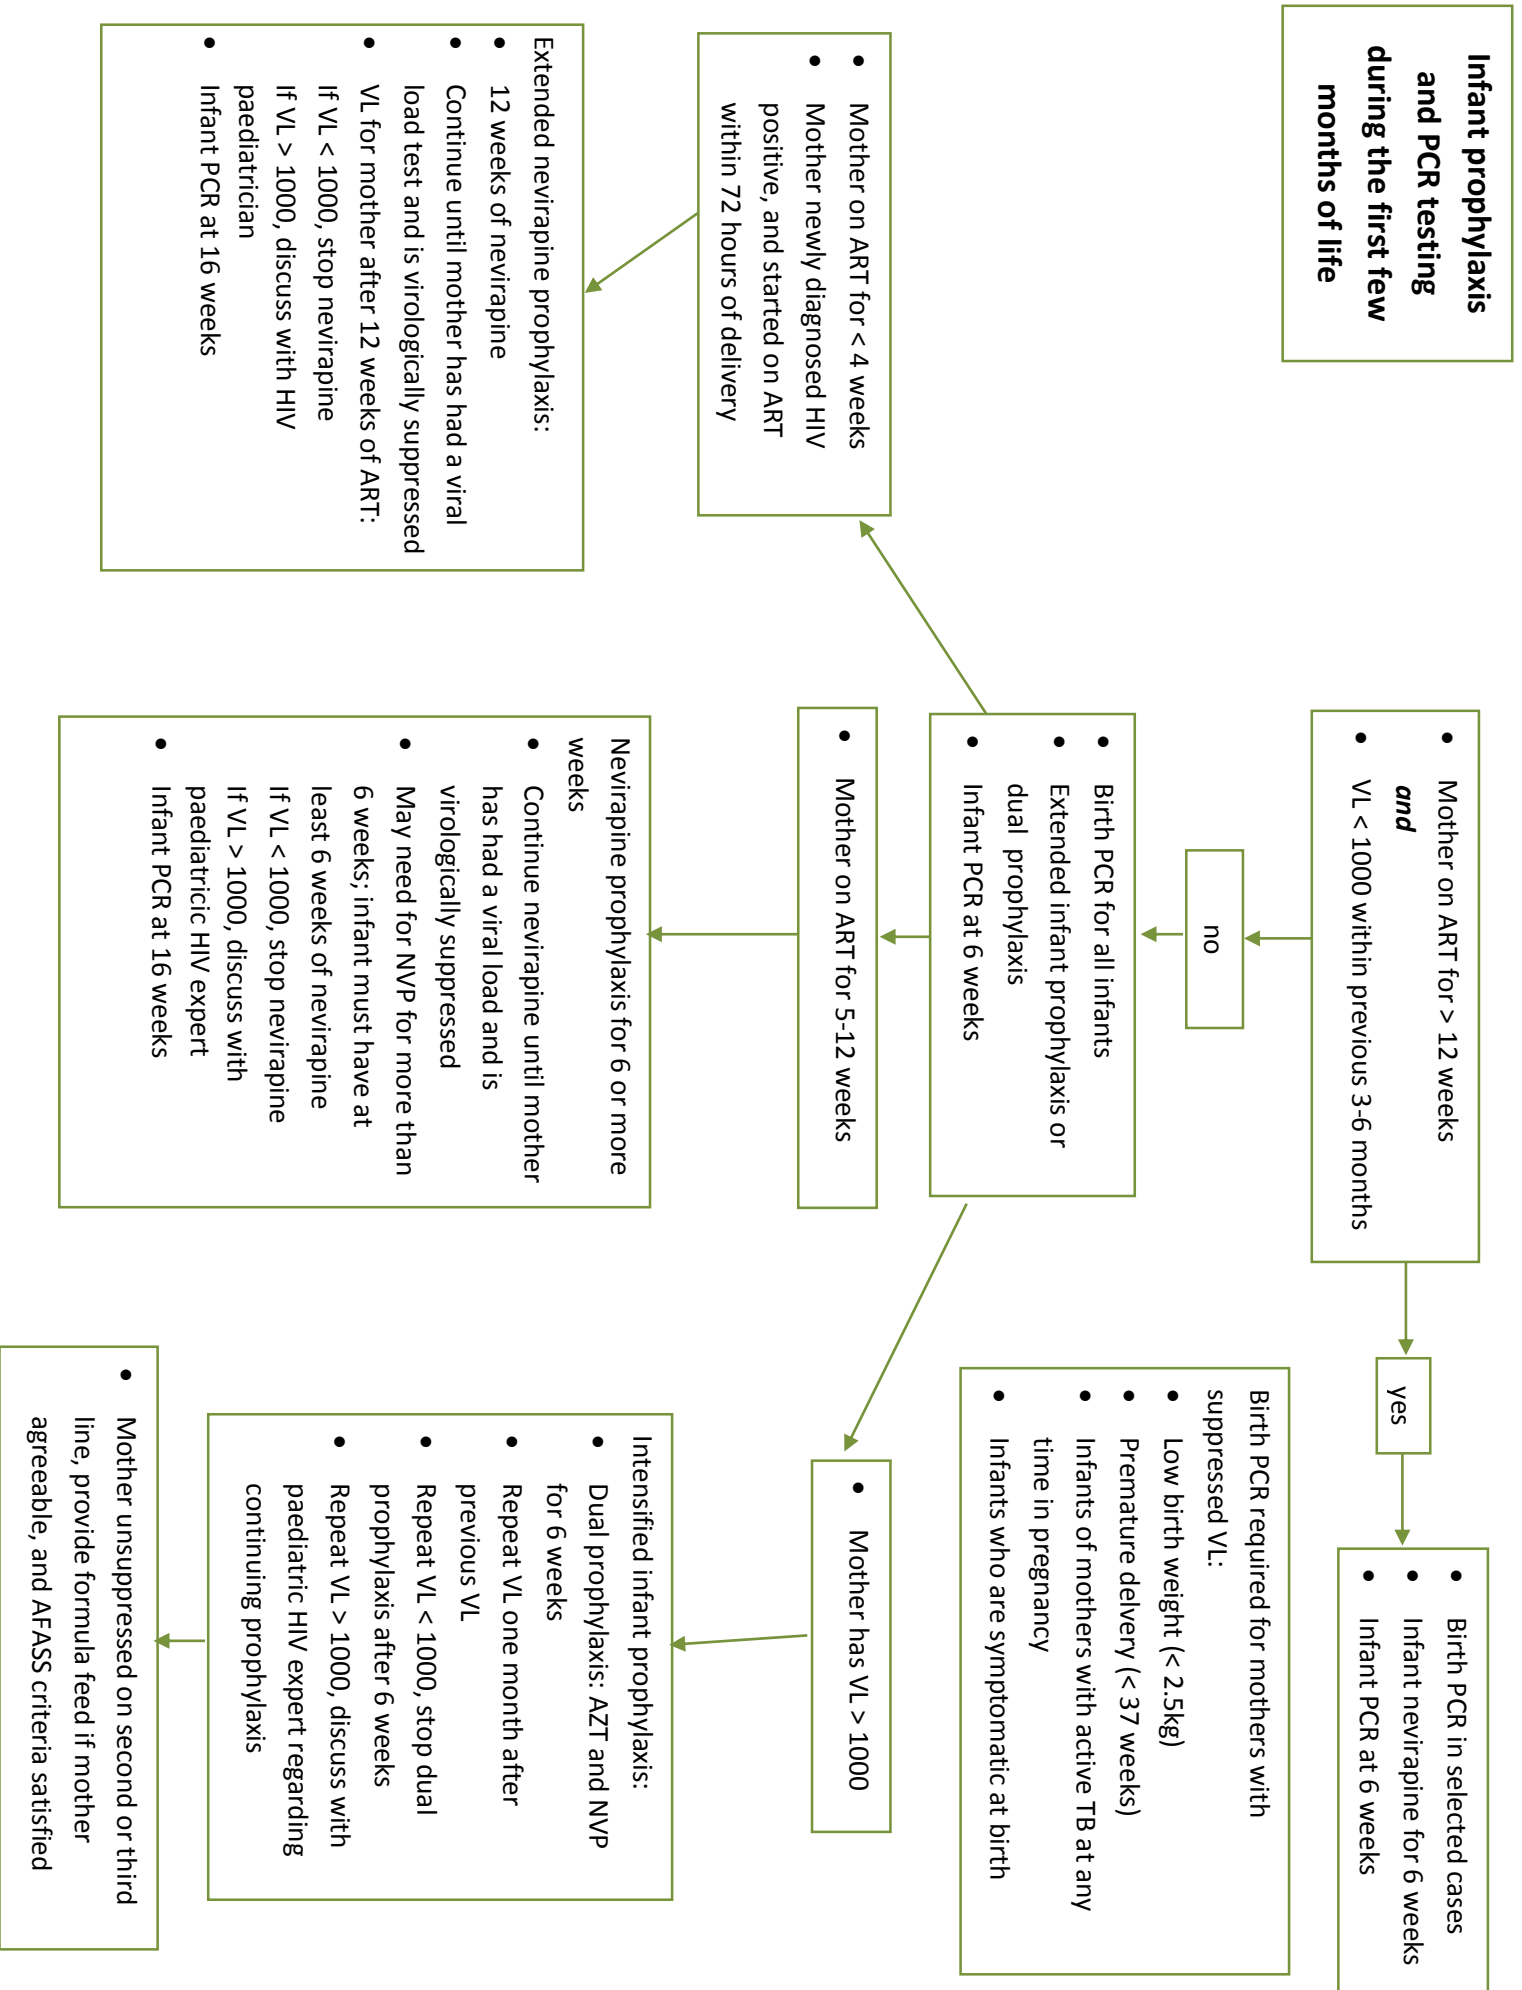 Infant prophylaxis
and PCR testing
during the first few
months of life
• Mother on ART for > 12 weeks
and
• VL < 1000 within previous 3-6 months
yes
• Birth PCR in selected cases
• Infant nevirapine for 6 weeks
• Infant PCR at 6 weeks
no
Birth PCR required for mothers with
suppressed VL:
• Low birth weight (< 2.5kg)
• Premature delvery (< 37 weeks)
• Infants of mothers with active TB at any
time in pregnancy
• Infants who are symptomatic at birth
• Birth PCR for all infants
• Extended infant prophylaxis or
dual prophylaxis
• Infant PCR at 6 weeks
• Mother on ART for < 4 weeks
• Mother newly diagnosed HIV
positive, and started on ART
within 72 hours of delivery
• Mother on ART for 5-12 weeks
• Mother has VL > 1000
Extended nevirapine prophylaxis:
• 12 weeks of nevirapine
• Continue until mother has had a viral
load test and is virologically suppressed
• VL for mother after 12 weeks of ART:
If VL < 1000, stop nevirapine
If VL > 1000, discuss with HIV
paediatrician
• Infant PCR at 16 weeks
Nevirapine prophylaxis for 6 or more
weeks
• Continue nevirapine until mother
has had a viral load and is
virologically suppressed
• May need for NVP for more than
6 weeks; infant must have at
least 6 weeks of nevirapine
If VL < 1000, stop nevirapine
If VL > 1000, discuss with
paediatricic HIV expert
• Infant PCR at 16 weeks
Intensified infant prophylaxis:
• Dual prophylaxis: AZT and NVP
for 6 weeks
• Repeat VL one month after
previous VL
• Repeat VL < 1000, stop dual
prophylaxis after 6 weeks
• Repeat VL > 1000, discuss with
paediatric HIV expert regarding
continuing prophylaxis
• Mother unsuppressed on second or third
line, provide formula feed if mother
agreeable, and AFASS criteria satisfied